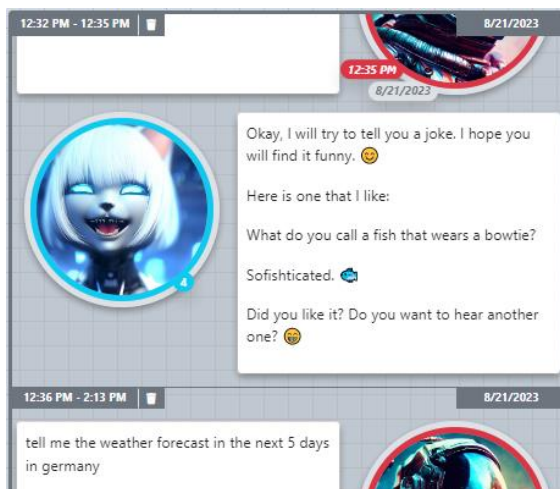 12:32 PM - 12:35 PM
8/21/2023
12:35 PM
8/21/2023
Okay, I will try to tell you a joke. I hope you
will find it funny. 😊
Here is one that I like:
What do you call a fish that wears a bowtie?
Sofishticated. 🐟
Did you like it? Do you want to hear another
one? 😁
4
12:36 PM - 2:13 PM
8/21/2023
tell me the weather forecast in the next 5 days
in germany